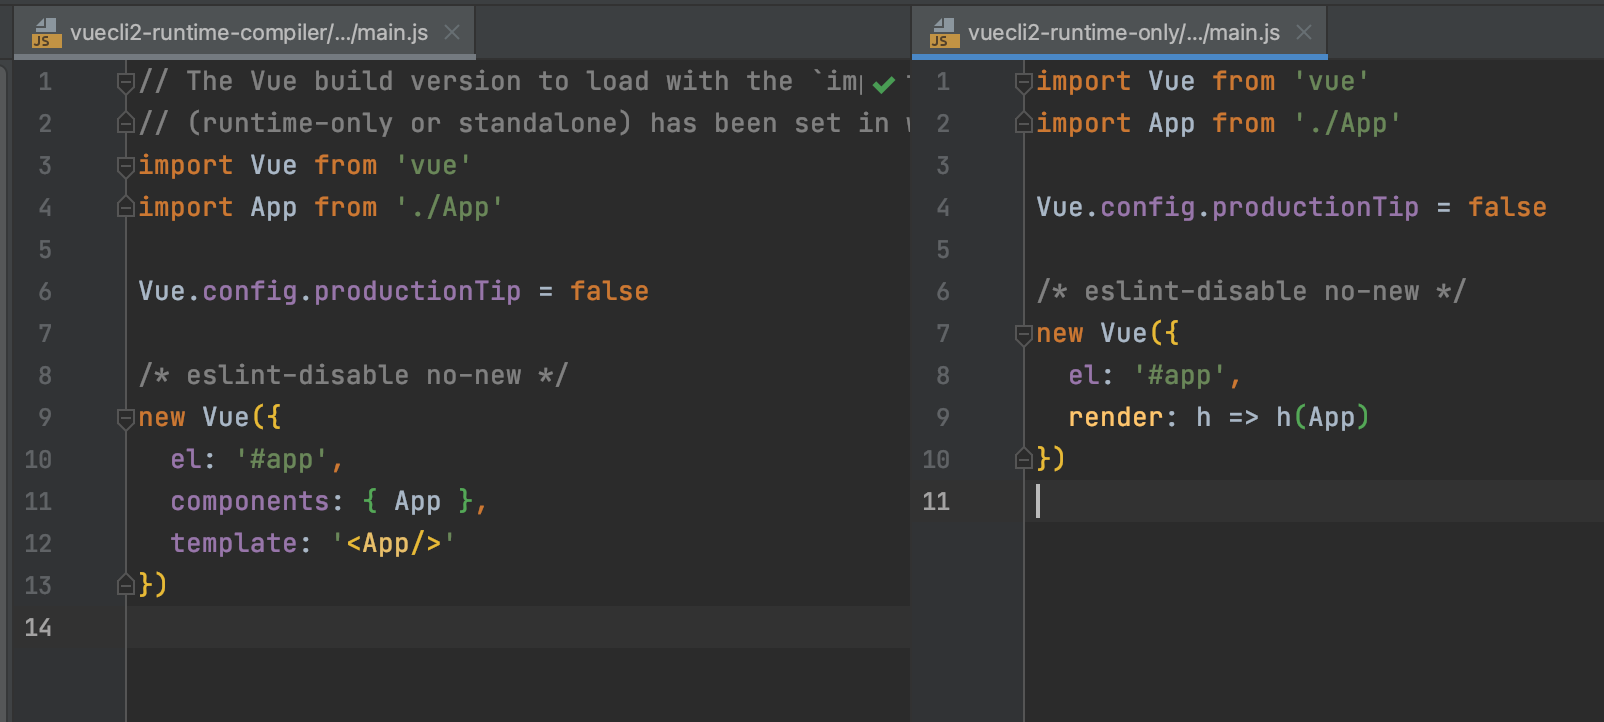 vuecli2-runtime-compiler/.../main.js
1 // The Vue build version to load with the `imp
2 // (runtime-only or standalone) has been set in
3 import Vue from 'vue'
4 import App from './App'
5
6 Vue.config.productionTip = false
7
8 /* eslint-disable no-new */
9 new Vue({
10   el: '#app',
11   components: { App },
12   template: '<App/>'
13 })
14
vuecli2-runtime-only/.../main.js
1 import Vue from 'vue'
2 import App from './App'
3
4 Vue.config.productionTip = false
5
6 /* eslint-disable no-new */
7 new Vue({
8   el: '#app',
9   render: h => h(App)
10 })
11